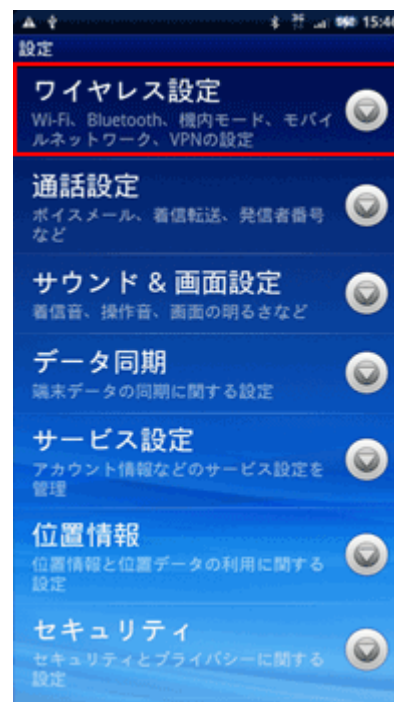 15:46
設定
ワイヤレス設定
Wi-Fi、Bluetooth、機内モード、モバイ
ルネットワーク、VPNの設定
通話設定
ボイスメール、着信転送、発信者番号
など
サウンド & 画面設定
着信音、操作音、画面の明るさなど
データ同期
端末データの同期に関する設定
サービス設定
アカウント情報などのサービス設定を
管理
位置情報
位置情報と位置データの利用に関する
設定
セキュリティ
セキュリティとプライバシーに関する
設定